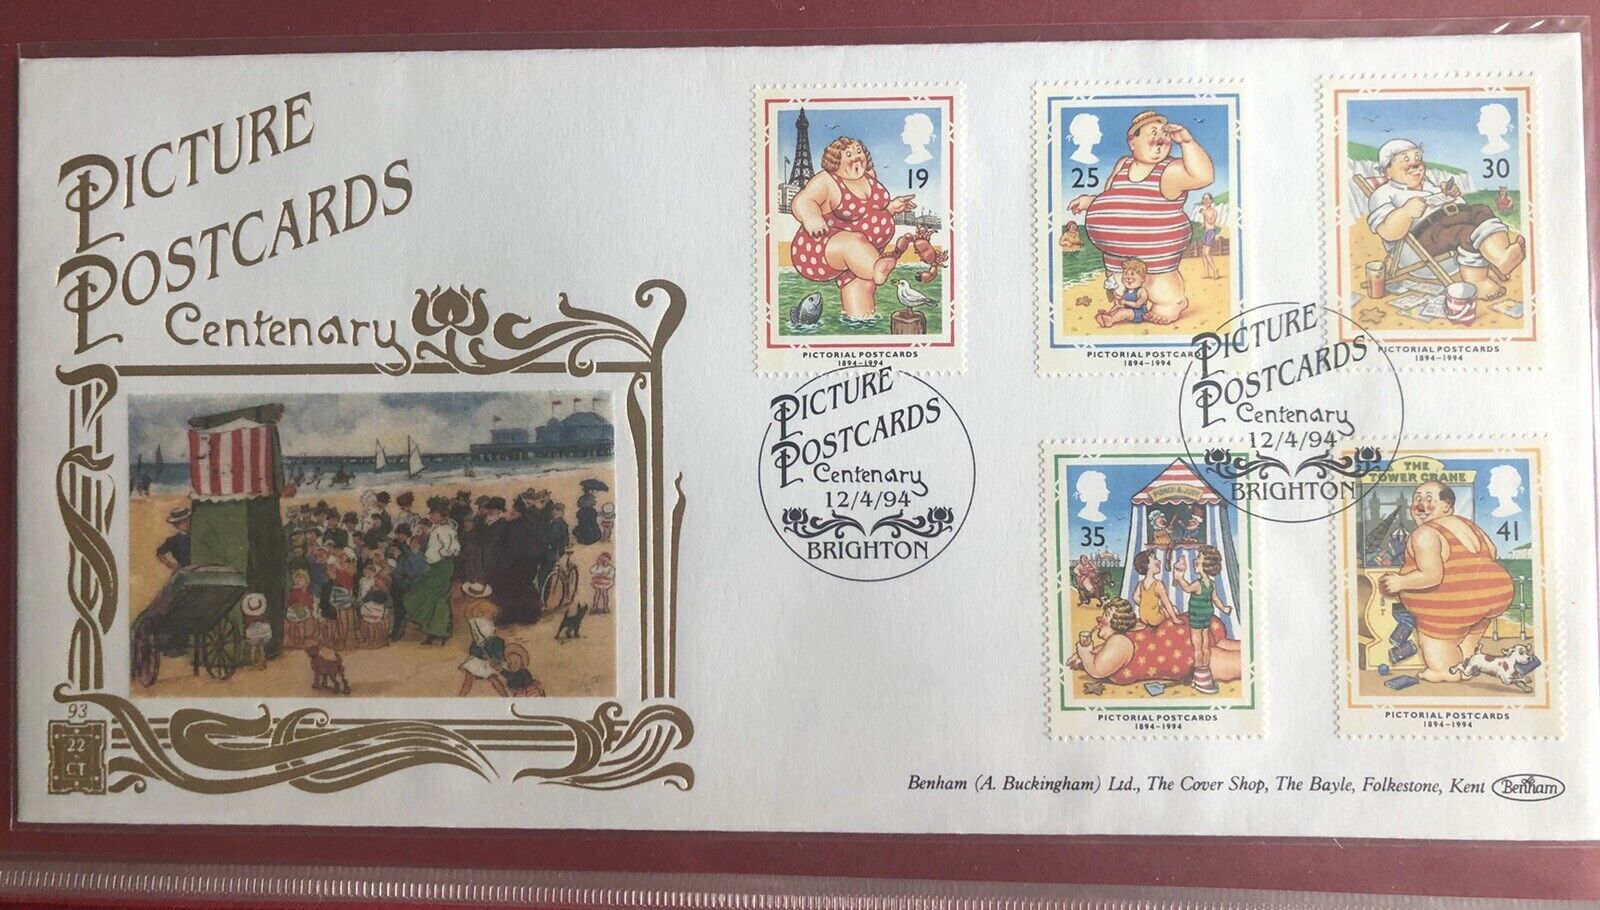 PICTURE
POSTCARDS
Centenary
93
22
CT
19
PICTORIAL POSTCARDS
1894-1994
25
PICTORIAL POSTCARDS
1894-1994
30
PICTORIAL POSTCARDS
1894-1994
PICTURE
POSTCARDS
Centenary
12/4/94
BRIGHTON
PICTURE
POSTCARDS
Centenary
12/4/94
BRIGHTON
35
PUNCH & JUDY
PICTORIAL POSTCARDS
1894-1994
THE
TOWER CRANE
41
PICTORIAL POSTCARDS
1894-1994
Benham (A. Buckingham) Ltd., The Cover Shop, The Bayle, Folkestone, Kent
Benham